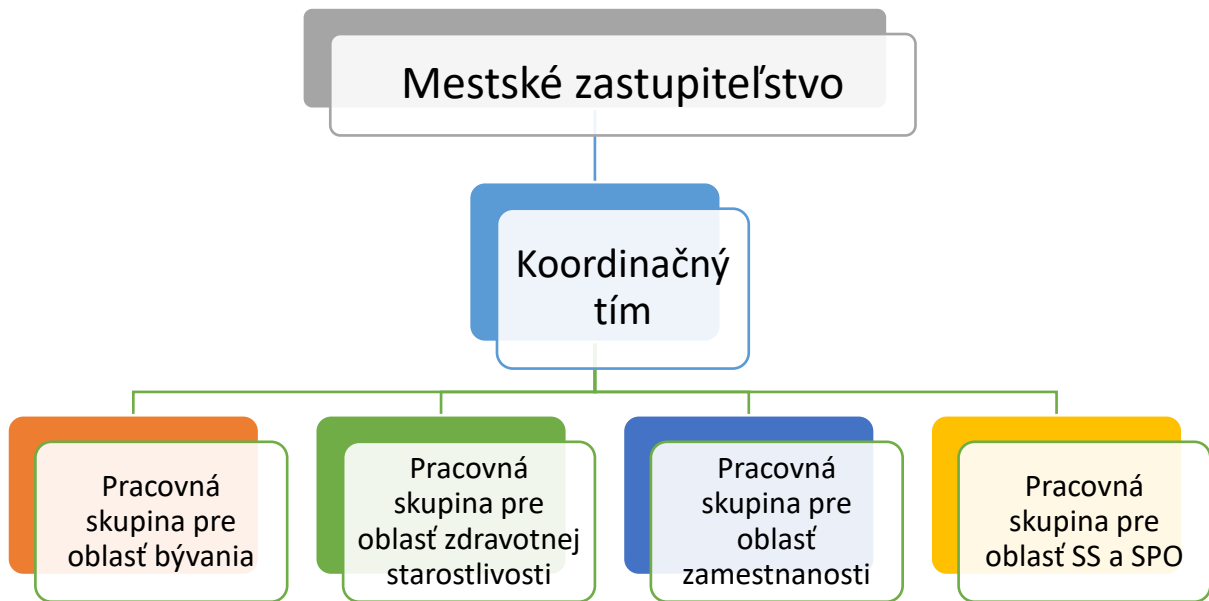 Mestské zastupiteľstvo
Koordinačný
tím
Pracovná
skupina pre
oblasť bývania
Pracovná
skupina pre
oblasť zdravotnej
starostlivosti
Pracovná
skupina pre
oblasť
zamestnanosti
Pracovná
skupina pre
oblasť SS a SPO